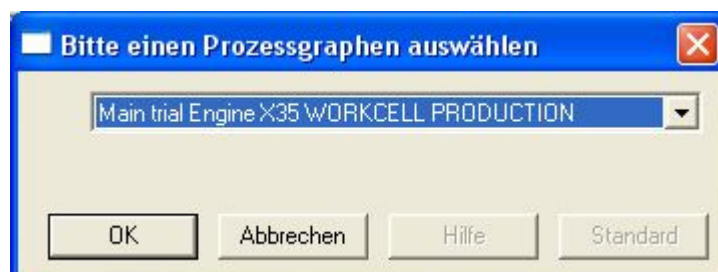 Bitte einen Prozessgraphen auswählen
Main trial Engine X35 WORKCELL PRODUCTION
OK Abbrechen Hilfe Standard